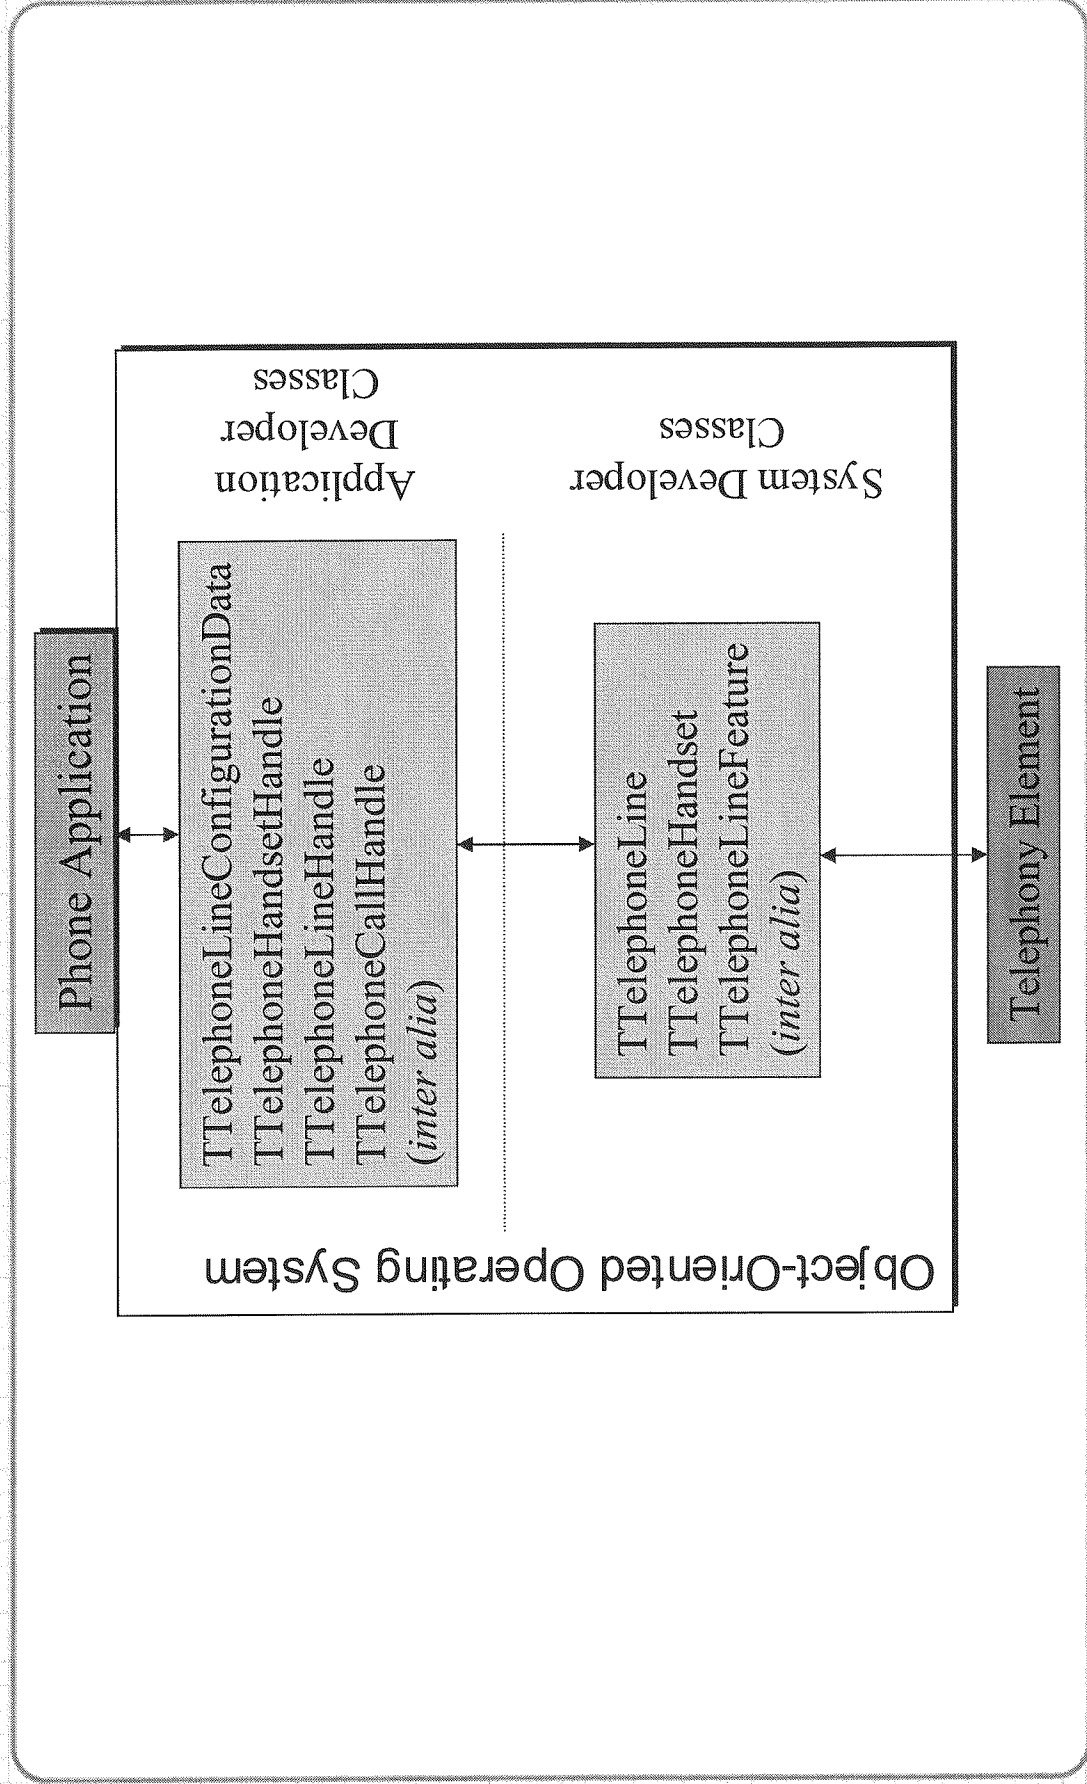 Phone Application
TTelephoneLineConfigurationData
TTelephoneHandsetHandle
TTelephoneLineHandle
TTelephoneCallHandle
(inter alia)
Application
Developer
Classes
TTelephoneLine
TTelephoneHandset
TTelephoneLineFeature
(inter alia)
System Developer
Classes
Object-Oriented Operating System
Telephony Element